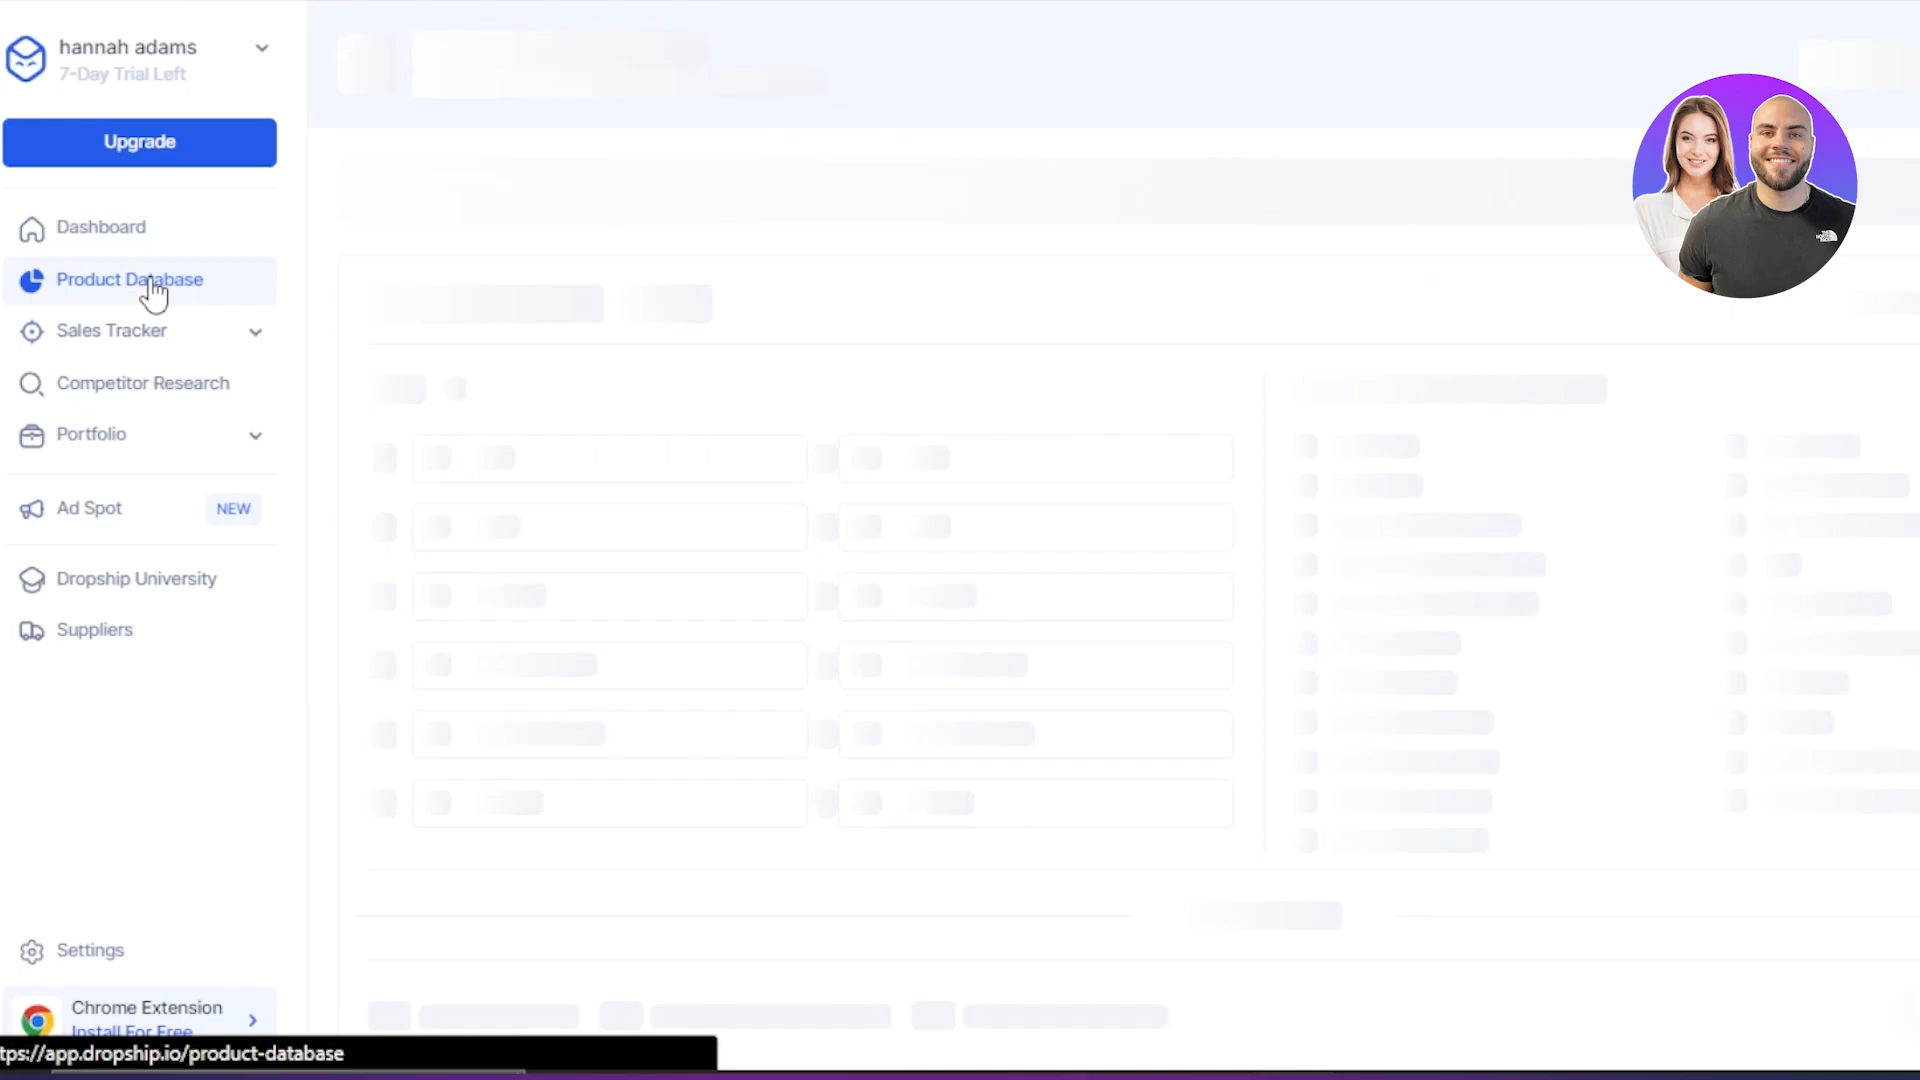 hannah adams
7-Day Trial Left
Upgrade
Dashboard
Product Database
Sales Tracker
Competitor Research
Portfolio
Ad Spot NEW
Dropship University
Suppliers
Settings
Chrome Extension
Install For Free
tps://app.dropship.io/product-database